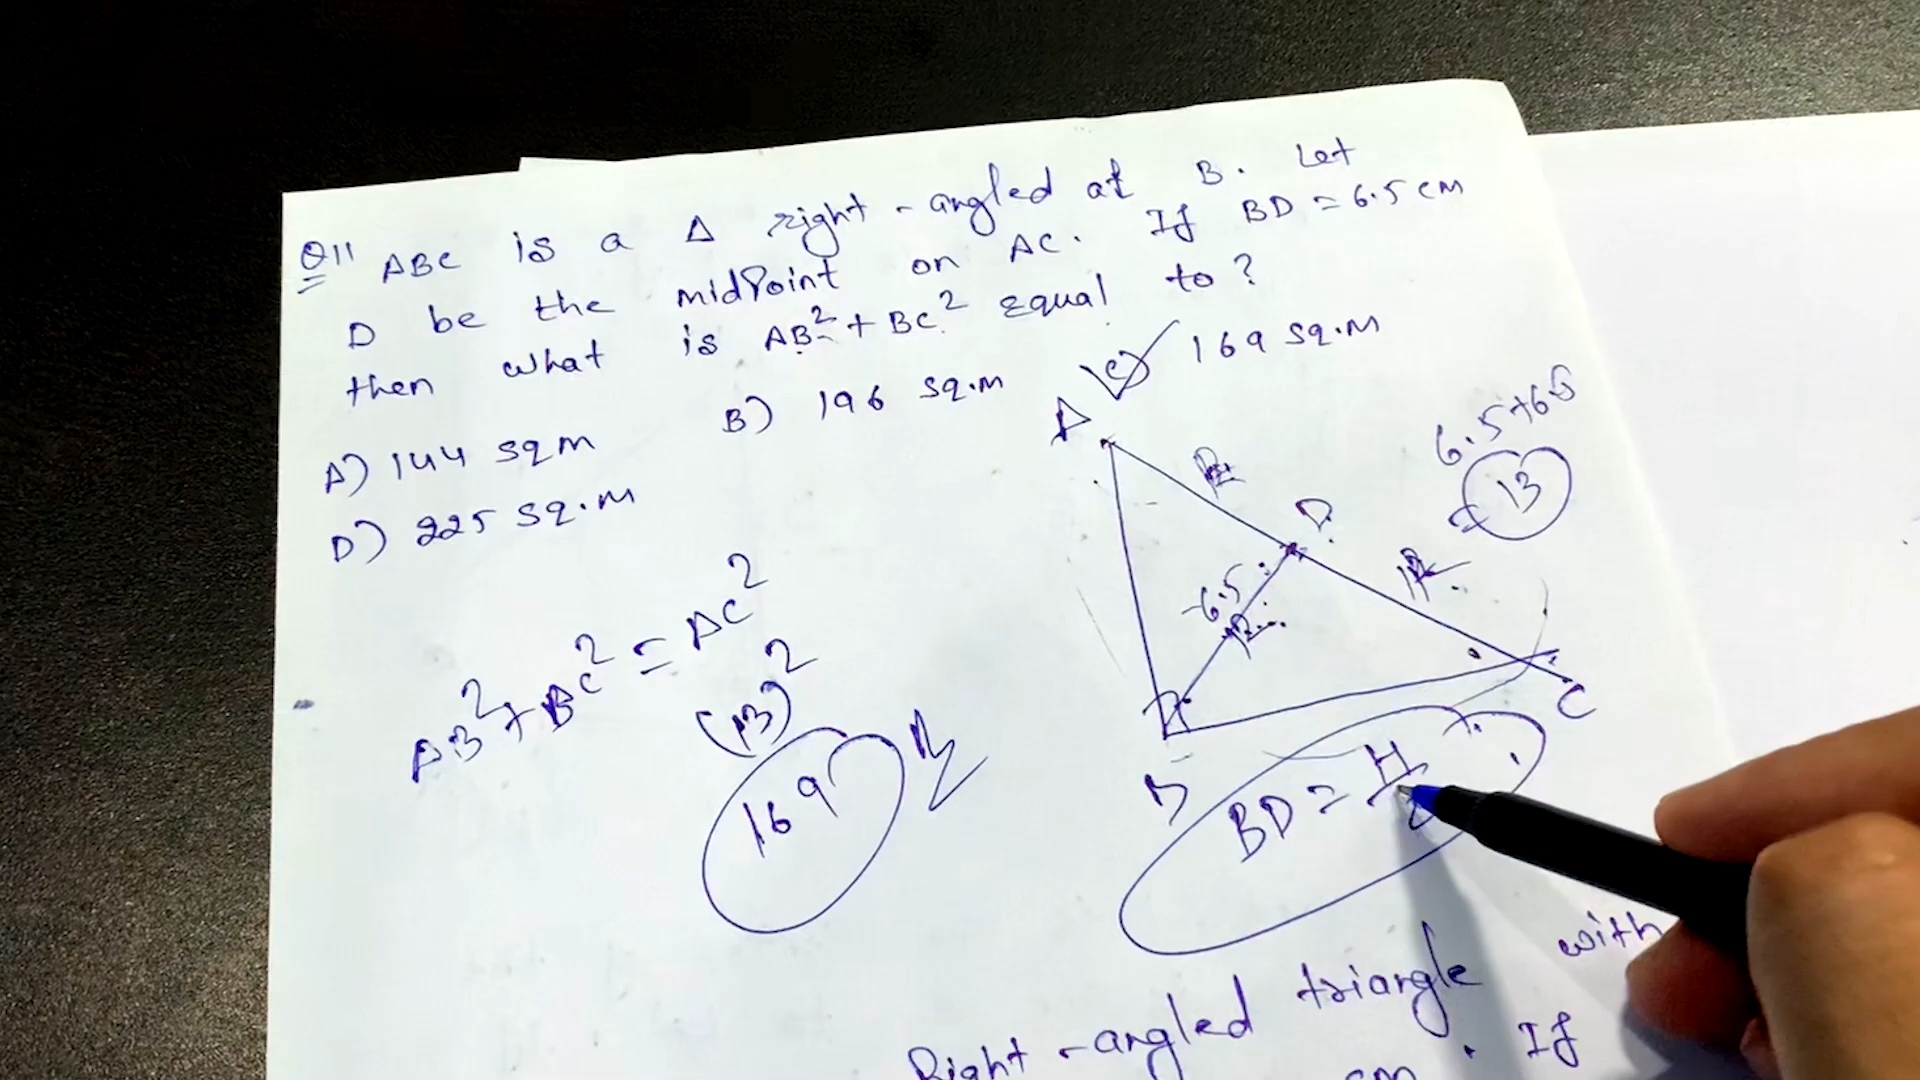 Q11 ABC is a Δ right-angled at B. Let
D be the midpoint on AC. If BD = 6.5 cm
then what is AB² + BC² equal to?
A) 144 sqm
B) 196 sq.m
C) 169 sq.m
D) 225 sq.m
6.5+6.5
= 13
A
R
D
R
6.5
R
C
B
AB² + BC² = AC²
(13)²
169
BD = H/2
Right-angled triangle with
cm. If